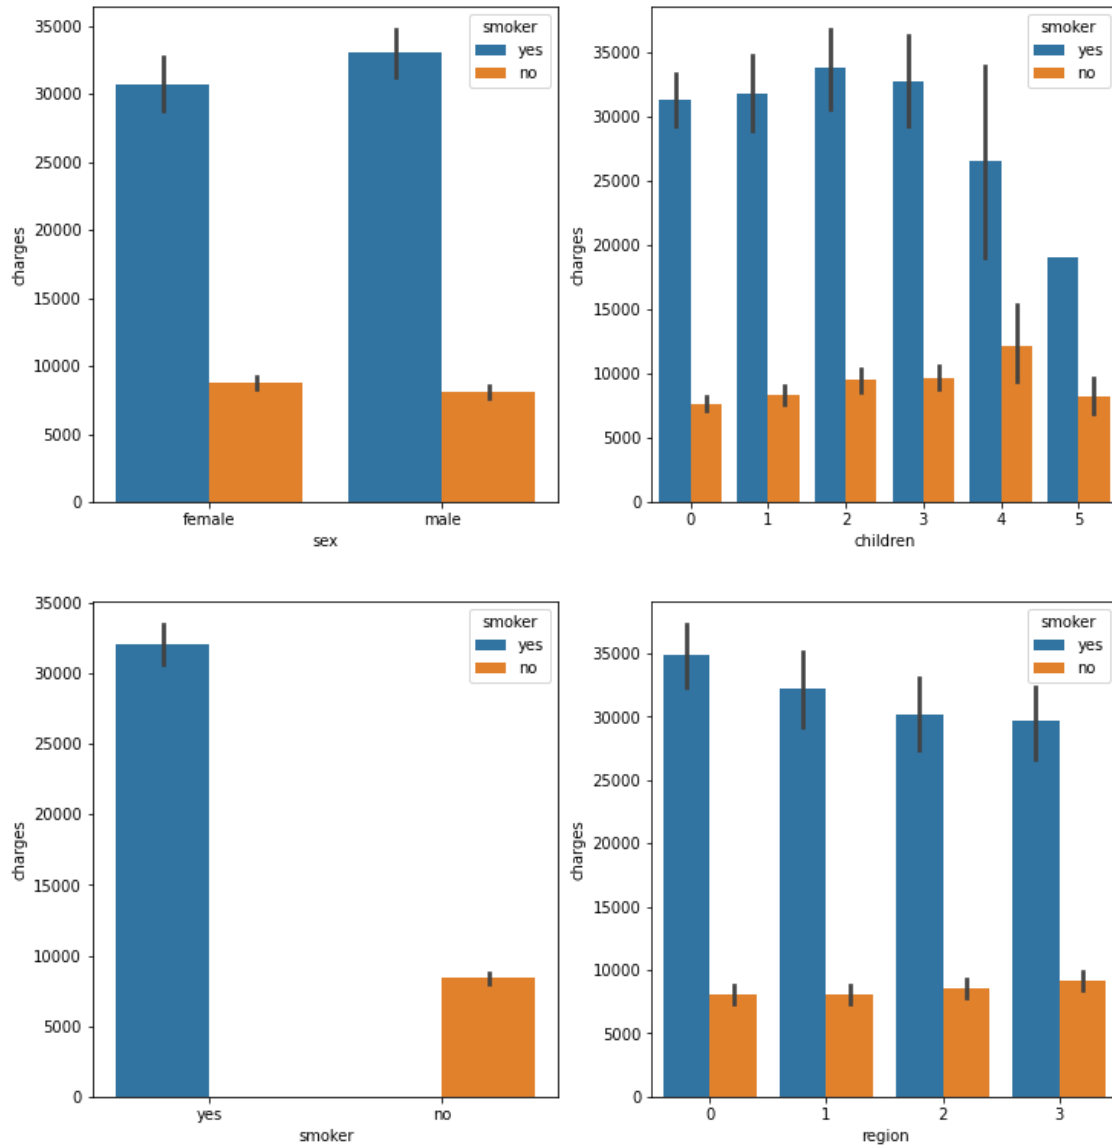 35000
30000
25000
20000
15000
10000
5000
0
charges
female male
sex
smoker
yes
no
35000
30000
25000
20000
15000
10000
5000
0
charges
0 1 2 3 4 5
children
smoker
yes
no
35000
30000
25000
20000
15000
10000
5000
0
charges
yes no
smoker
smoker
yes
no
35000
30000
25000
20000
15000
10000
5000
0
charges
0 1 2 3
region
smoker
yes
no